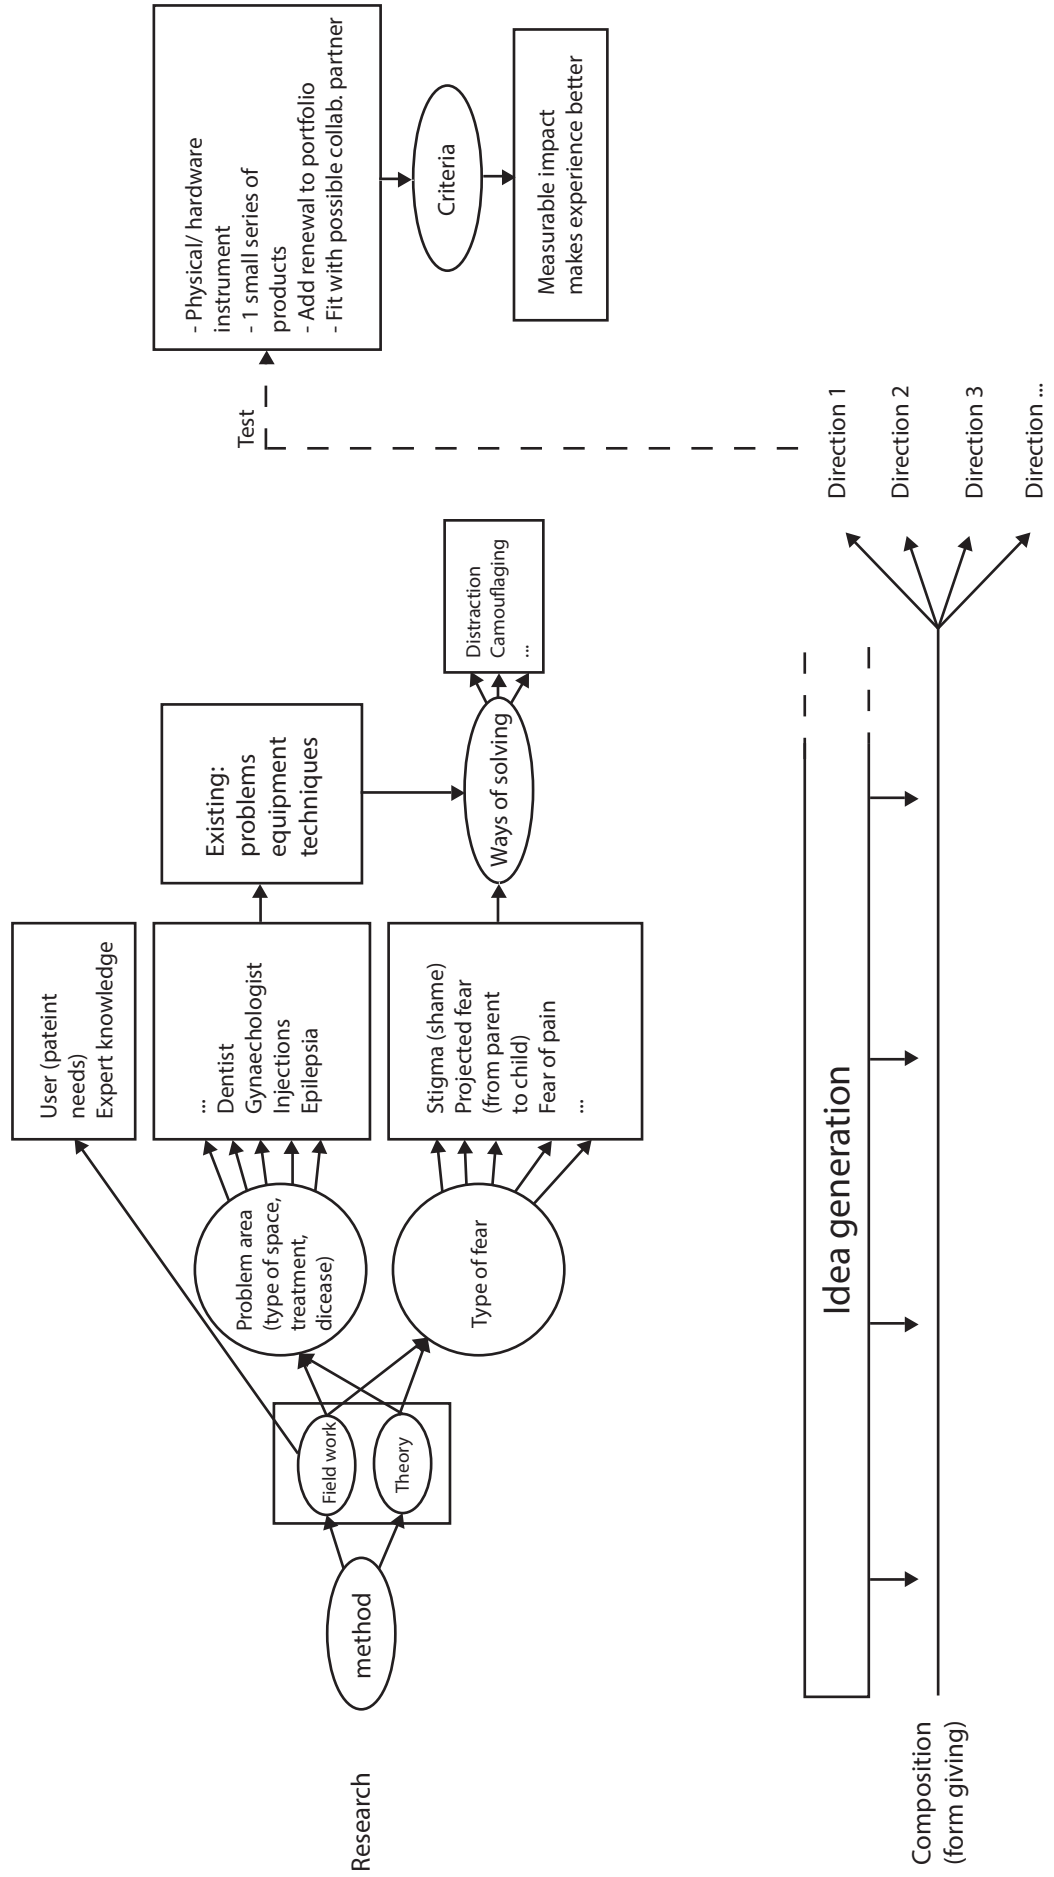 Research
method
Field work
Theory
User (pateint
needs)
Expert knowledge
Problem area
(type of space,
treatment,
dicease)
...
Dentist
Gynaechologist
Injections
Epilepsia
Type of fear
Stigma (shame)
Projected fear
(from parent
to child)
Fear of pain
...
Existing:
problems
equipment
techniques
Ways of solving
Distraction
Camouflaging
...
Test
- Physical/ hardware
instrument
- 1 small series of
products
- Add renewal to portfolio
- Fit with possible collab. partner
Criteria
Measurable impact
makes experience better
Idea generation
Composition
(form giving)
Direction 1
Direction 2
Direction 3
Direction ...